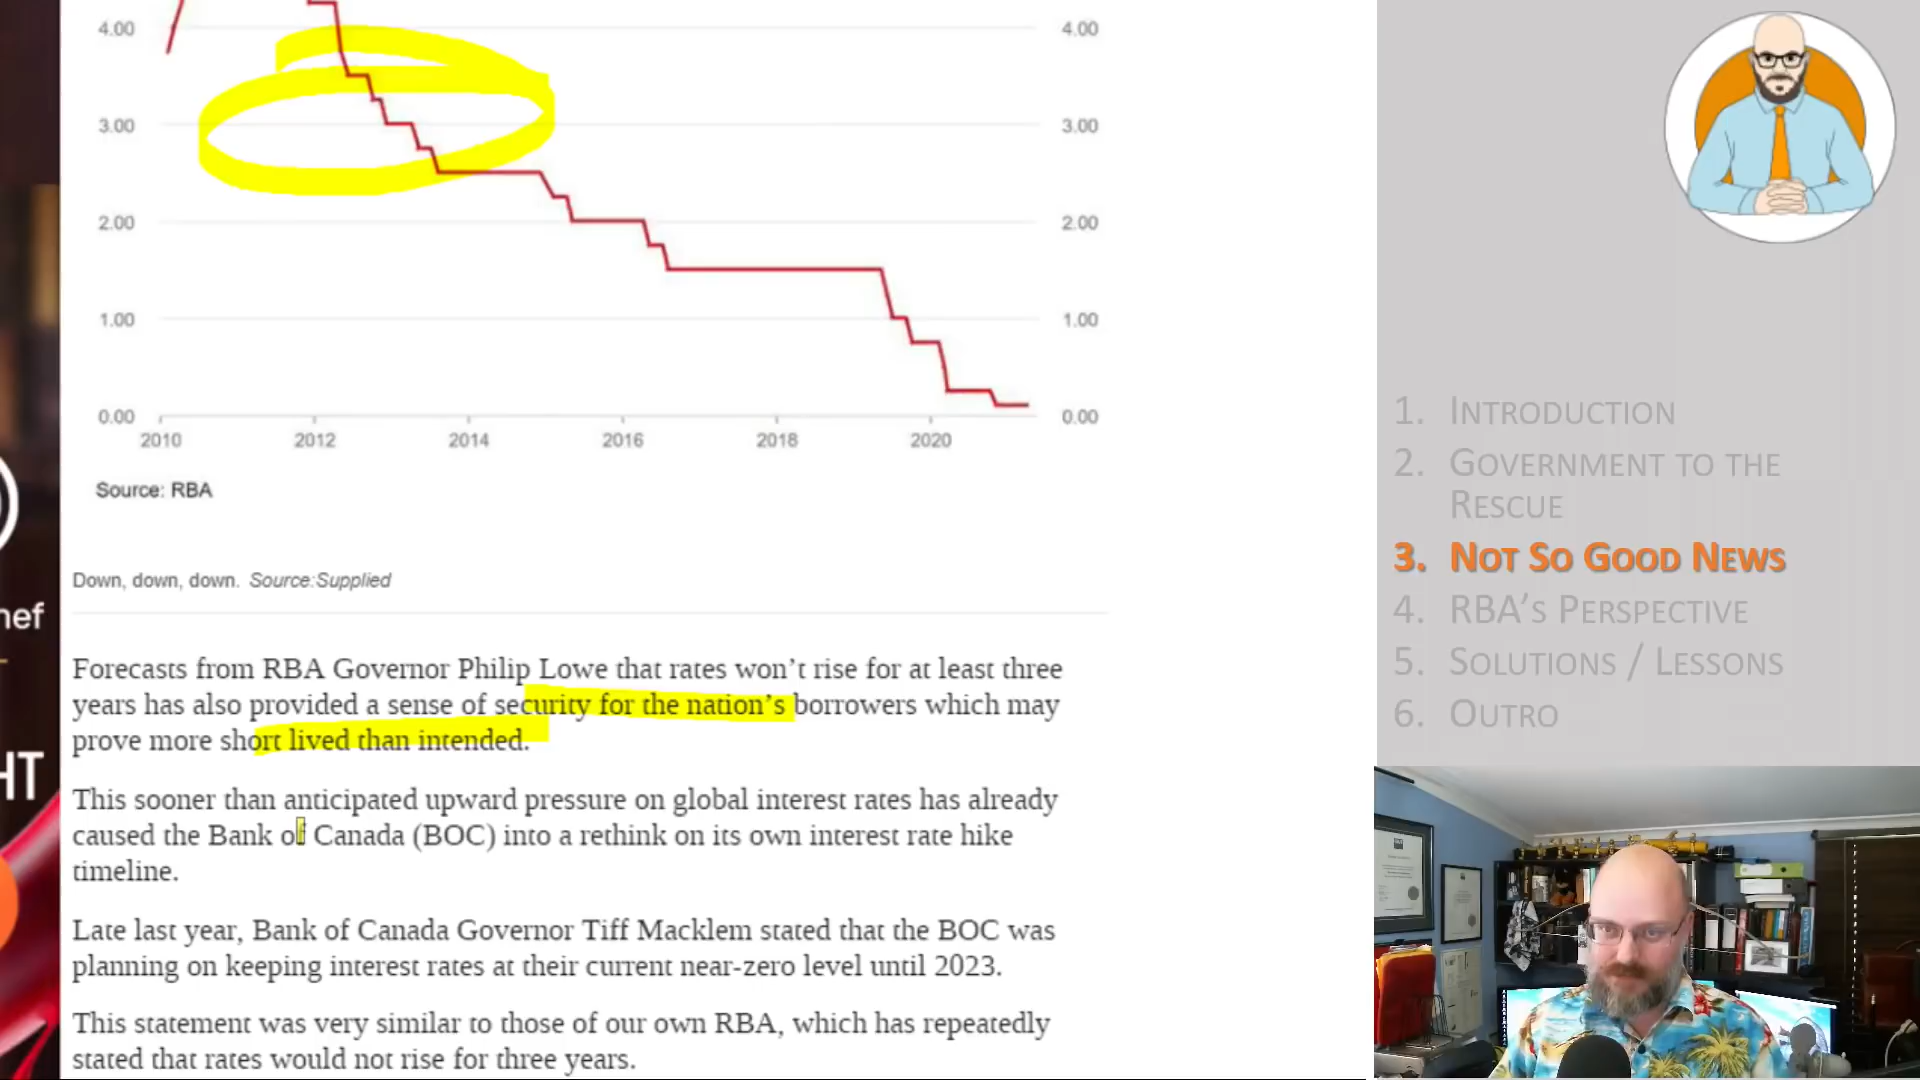 4.00
4.00
3.00
3.00
2.00
2.00
1.00
1.00
0.00
0.00
2010
2012
2014
2016
2018
2020
Source: RBA
Down, down, down. Source:Supplied
Forecasts from RBA Governor Philip Lowe that rates won’t rise for at least three
years has also provided a sense of security for the nation’s borrowers which may
prove more short lived than intended.
This sooner than anticipated upward pressure on global interest rates has already
caused the Bank of Canada (BOC) into a rethink on its own interest rate hike
timeline.
Late last year, Bank of Canada Governor Tiff Macklem stated that the BOC was
planning on keeping interest rates at their current near-zero level until 2023.
This statement was very similar to those of our own RBA, which has repeatedly
stated that rates would not rise for three years.
nef
HT
1. INTRODUCTION
2. GOVERNMENT TO THE
RESCUE
3. NOT SO GOOD NEWS
4. RBA’S PERSPECTIVE
5. SOLUTIONS / LESSONS
6. OUTRO